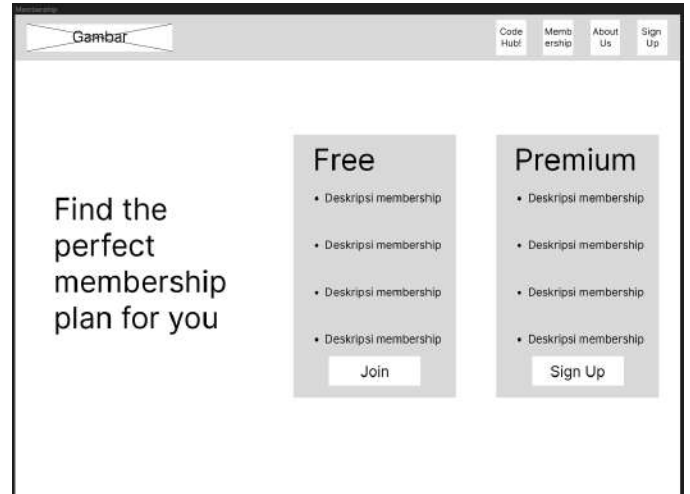 Membership
Gambar
Code
Hub!
Memb
ership
About
Us
Sign
Up
Find the
perfect
membership
plan for you
Free
• Deskripsi membership
• Deskripsi membership
• Deskripsi membership
• Deskripsi membership
Join
Premium
• Deskripsi membership
• Deskripsi membership
• Deskripsi membership
• Deskripsi membership
Sign Up